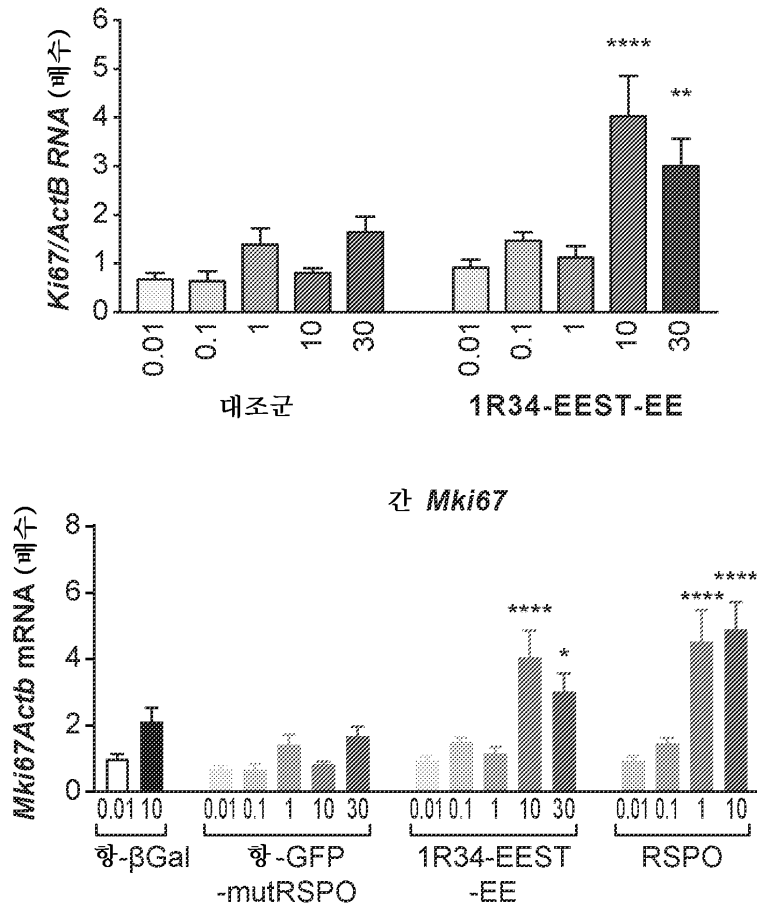 Ki67/ActB RNA (배수)
6
5
4
3
2
1
0
****
**
0.01 0.1 1 10 30 0.01 0.1 1 10 30
대조군 1R34-EEST-EE
간 Mki67
Mki67Actb mRNA (배수)
8
6
4
2
0
**** * **** ****
0.01 10 0.01 0.1 1 10 30 0.01 0.1 1 10 30 0.01 0.1 1 10
항-βGal 항-GFP 1R34-EEST RSPO
-mutRSPO -EE